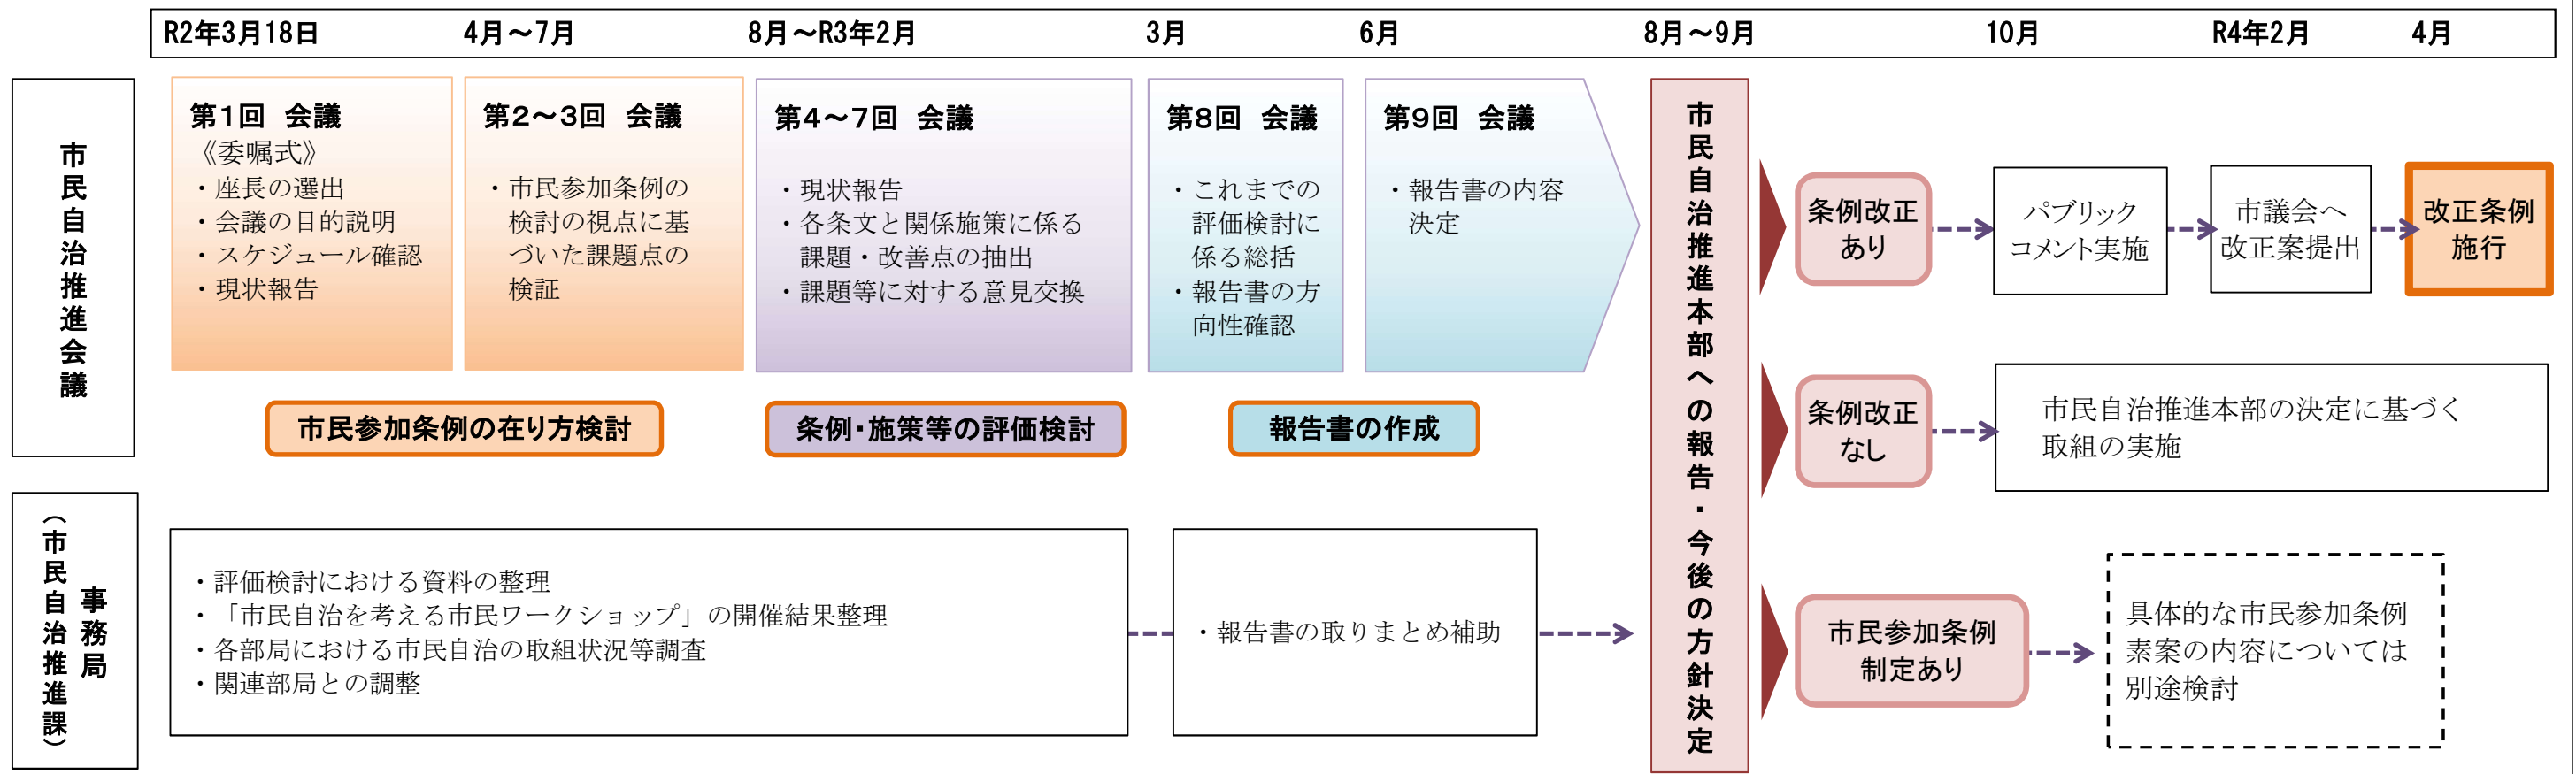 R2年3月18日 4月～7月 8月～R3年2月 3月 6月 8月～9月 10月 R4年2月 4月
市民自治推進会議
第1回 会議
《委嘱式》
・座長の選出
・会議の目的説明
・スケジュール確認
・現状報告
第2～3回 会議
・市民参加条例の
検討の視点に基
づいた課題点の
検証
市民参加条例の在り方検討
第4～7回 会議
・現状報告
・各条文と関係施策に係る
課題・改善点の抽出
・課題等に対する意見交換
条例・施策等の評価検討
第8回 会議
・これまでの
評価検討に
係る総括
・報告書の方
向性確認
第9回 会議
・報告書の内容
決定
報告書の作成
事務局
（市民自治推進課）
・評価検討における資料の整理
・「市民自治を考える市民ワークショップ」の開催結果整理
・各部局における市民自治の取組状況等調査
・関連部局との調整
・報告書の取りまとめ補助
市民自治推進本部への報告・今後の方針決定
条例改正
あり
パブリック
コメント実施
市議会へ
改正案提出
改正条例
施行
条例改正
なし
市民自治推進本部の決定に基づく
取組の実施
市民参加条例
制定あり
具体的な市民参加条例
素案の内容については
別途検討